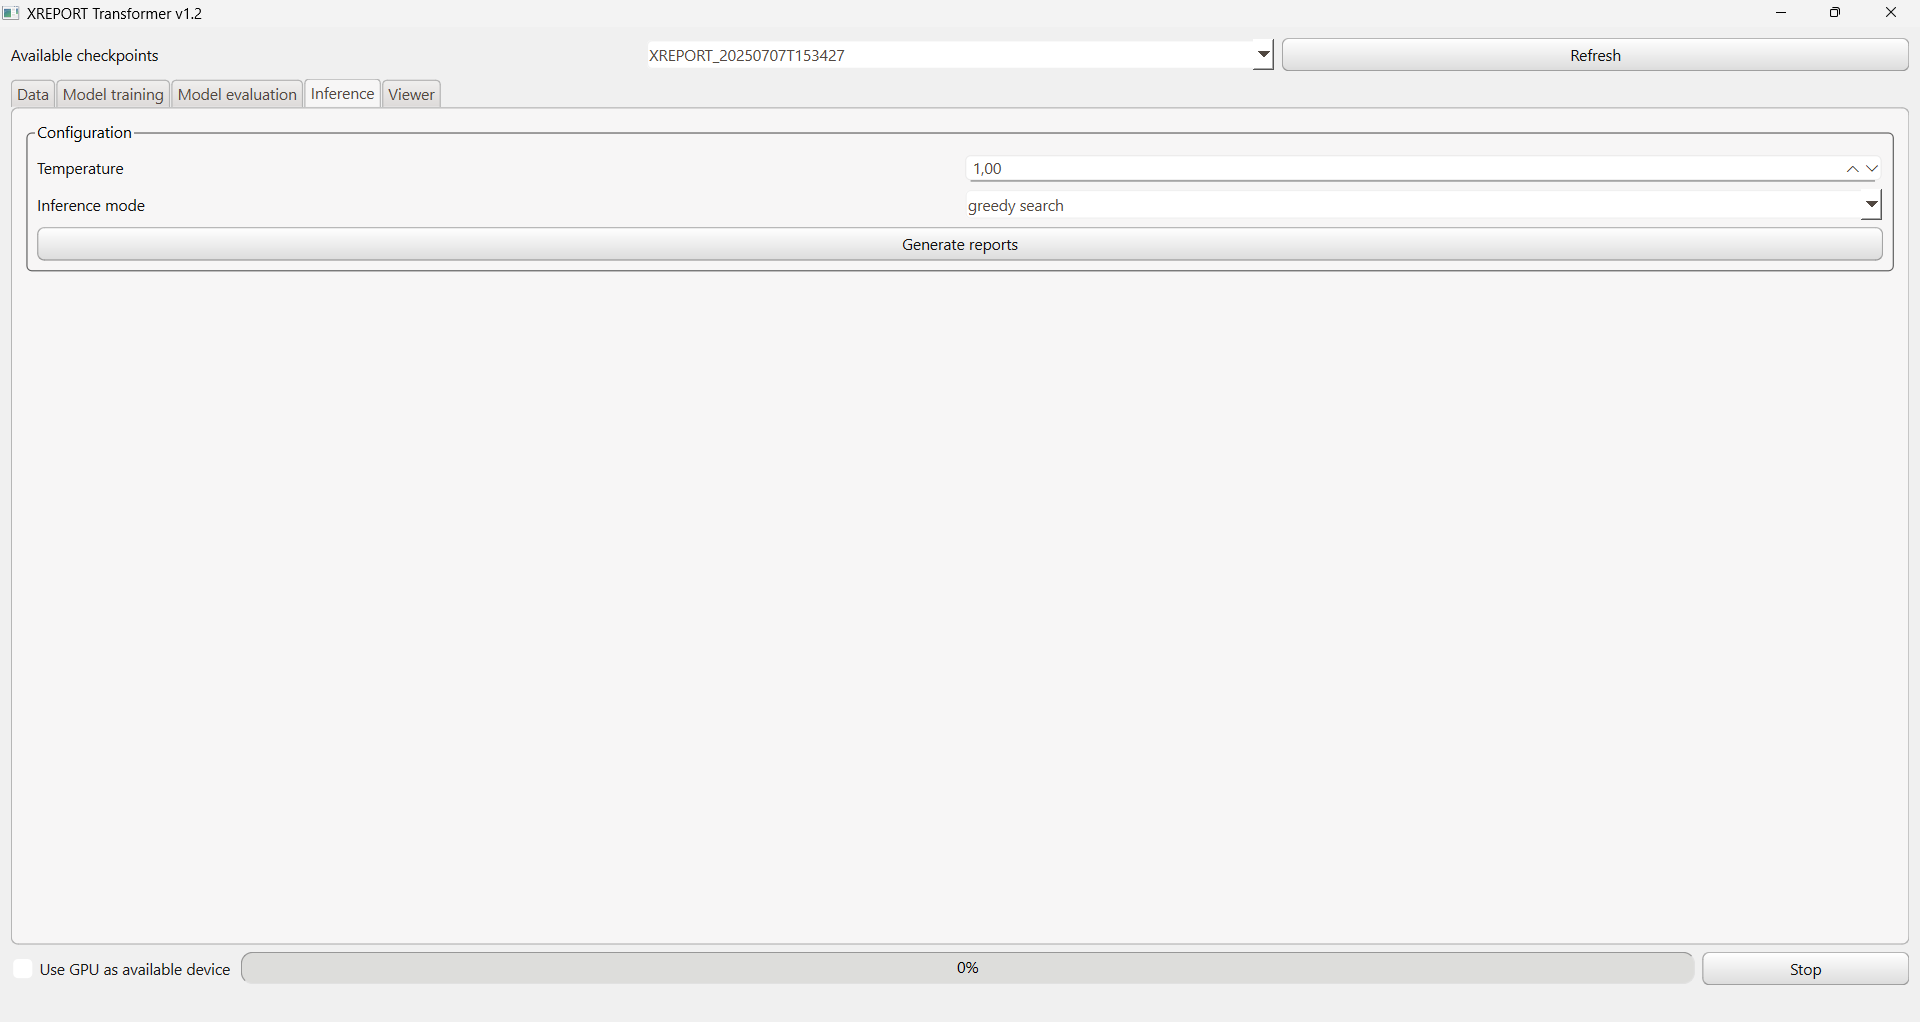 XREPORT Transformer v1.2
Available checkpoints XREPORT_20250707T153427 Refresh
Data Model training Model evaluation Inference Viewer
Configuration
Temperature 1,00
Inference mode greedy search
Generate reports
Use GPU as available device 0% Stop